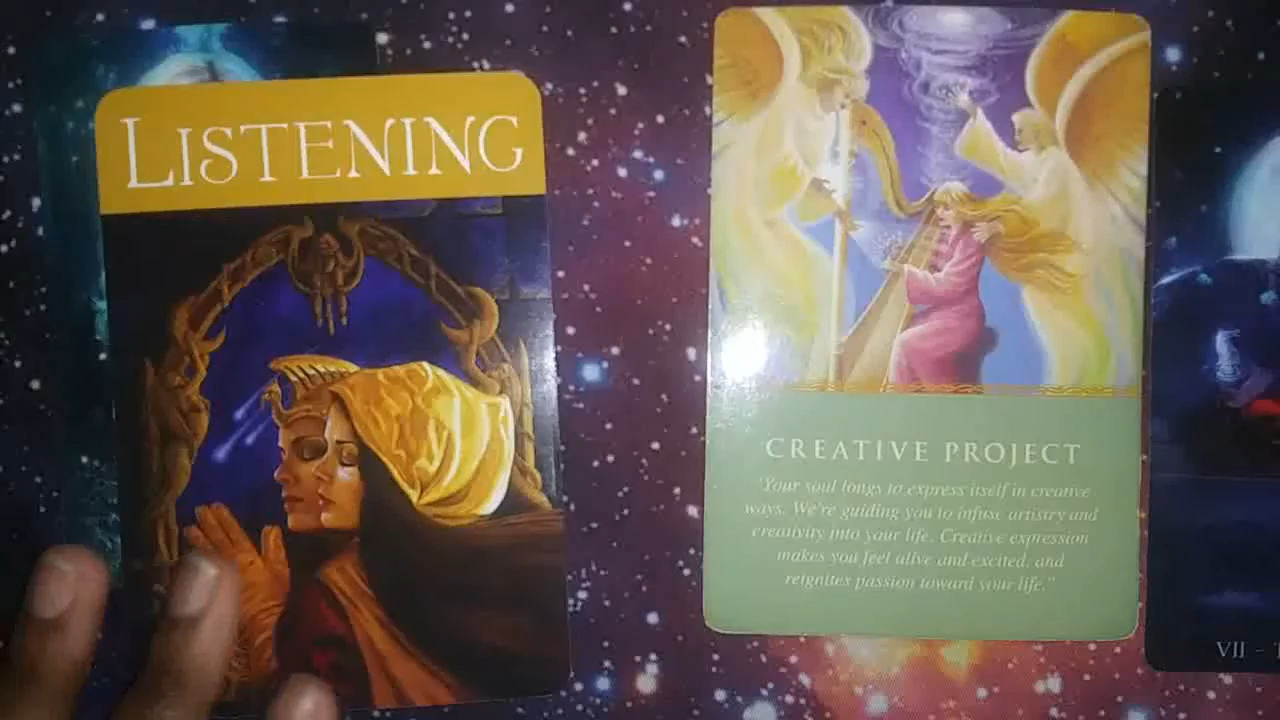 LISTENING
CREATIVE PROJECT
"Your soul longs to express itself in creative
ways. We're guiding you to infuse artistry and
creativity into your life. Creative expression
makes you feel alive and excited, and
reignites passion toward your life."
VII -